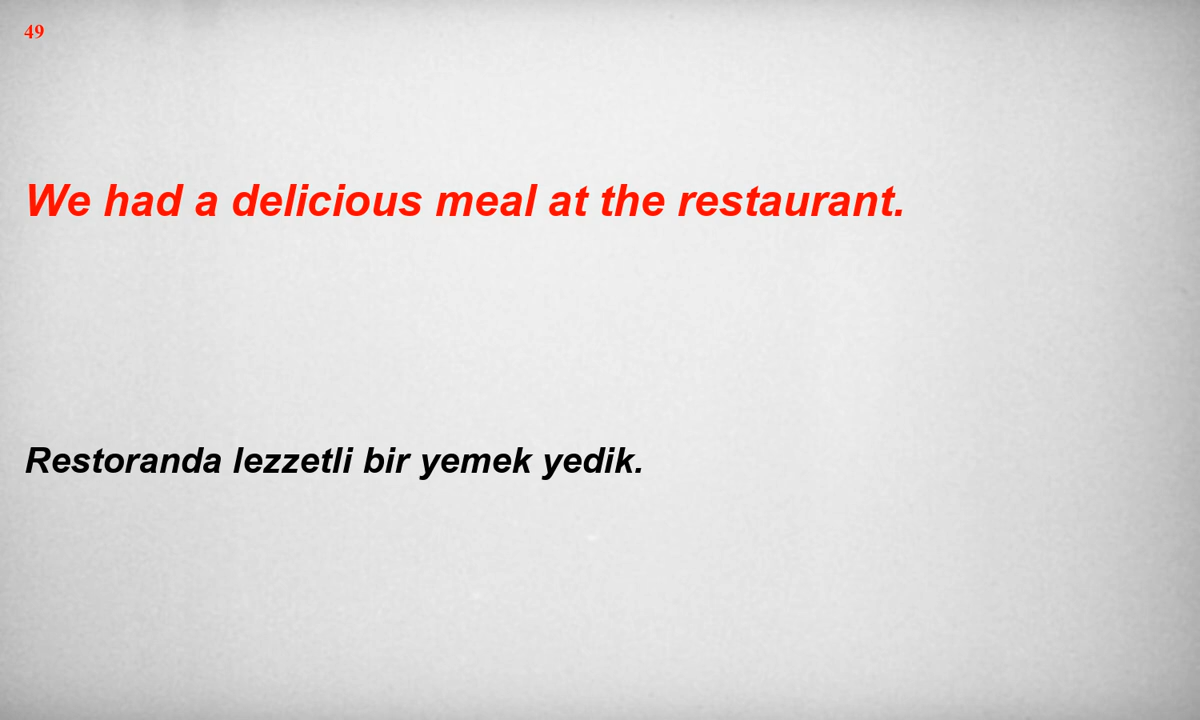 49
We had a delicious meal at the restaurant.
Restoranda lezzetli bir yemek yedik.